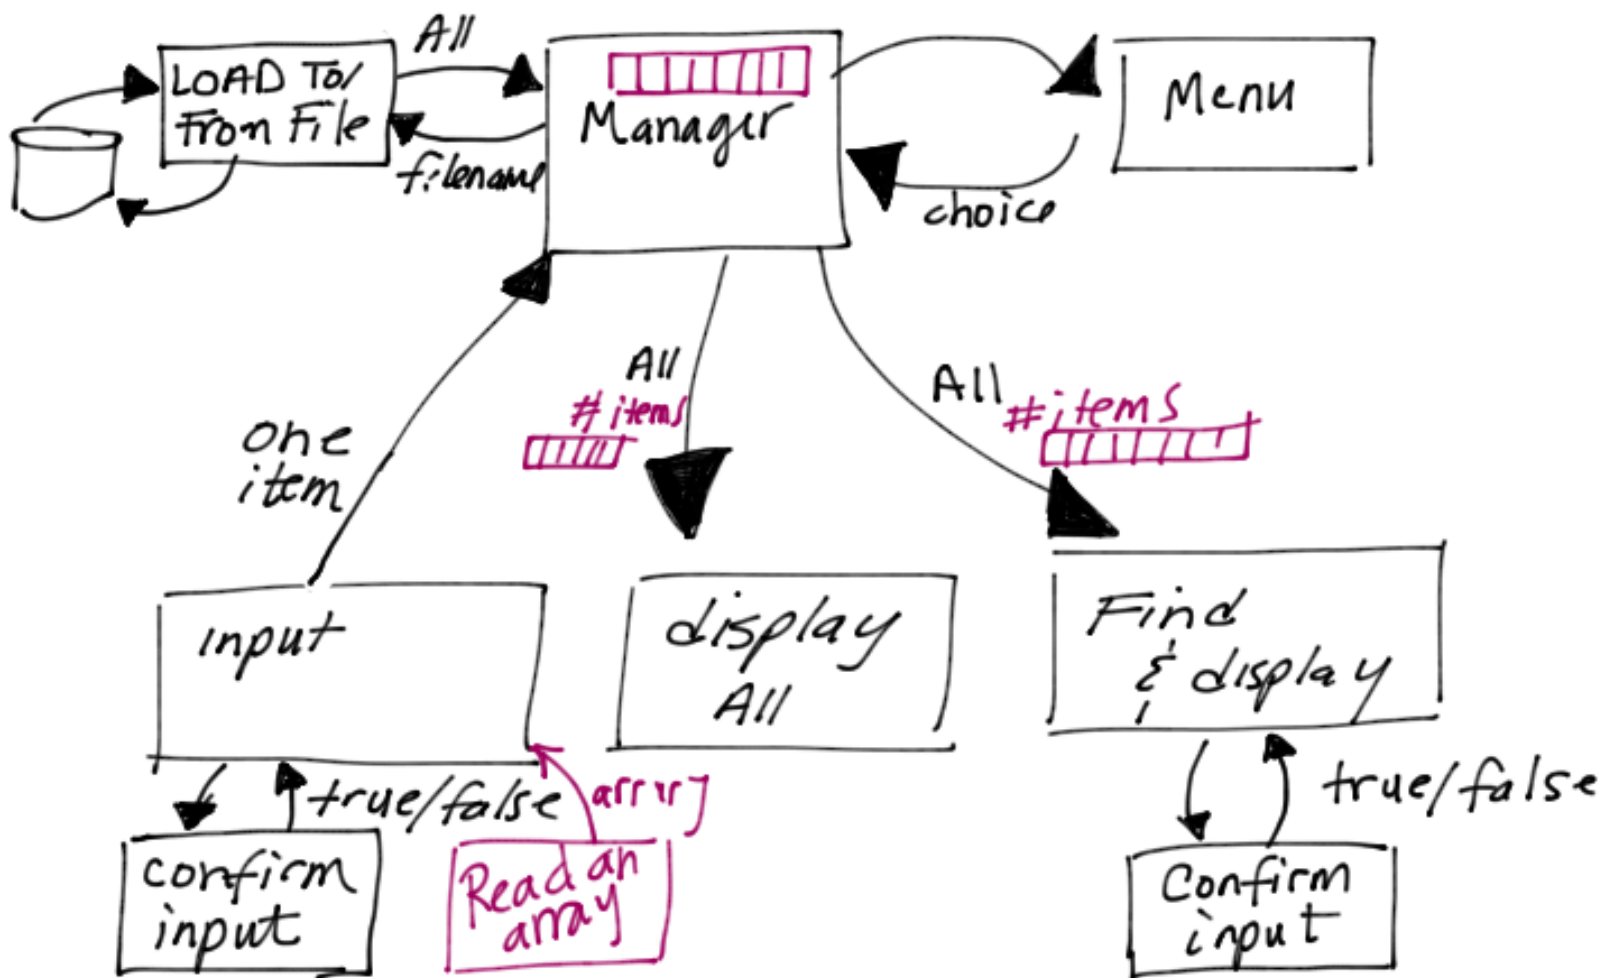 All
LOAD To/
From File
filename
Manager
Menu
choice
one
item
All
# items
All
# items
input
display
All
Find
& display
true/false
array
true/false
confirm
input
Read an
array
Confirm
input